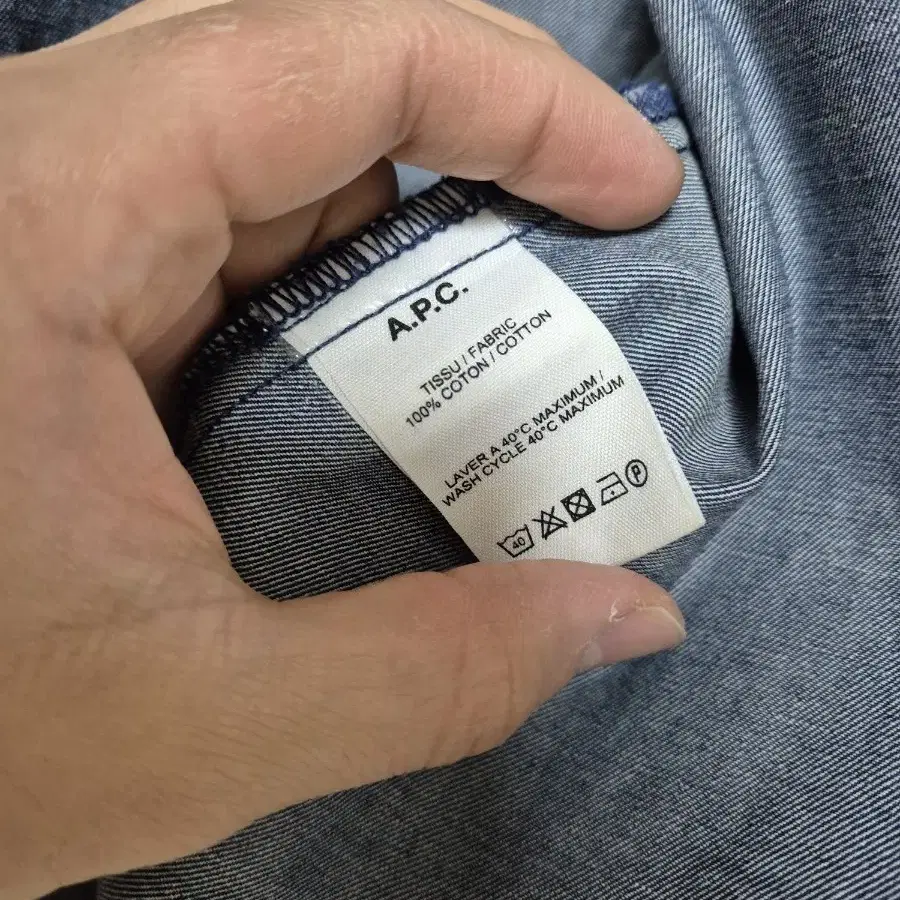 A.P.C.
TISSU / FABRIC
100% COTON / COTTON
LAVER A 40°C MAXIMUM /
WASH CYCLE 40°C MAXIMUM
40 P